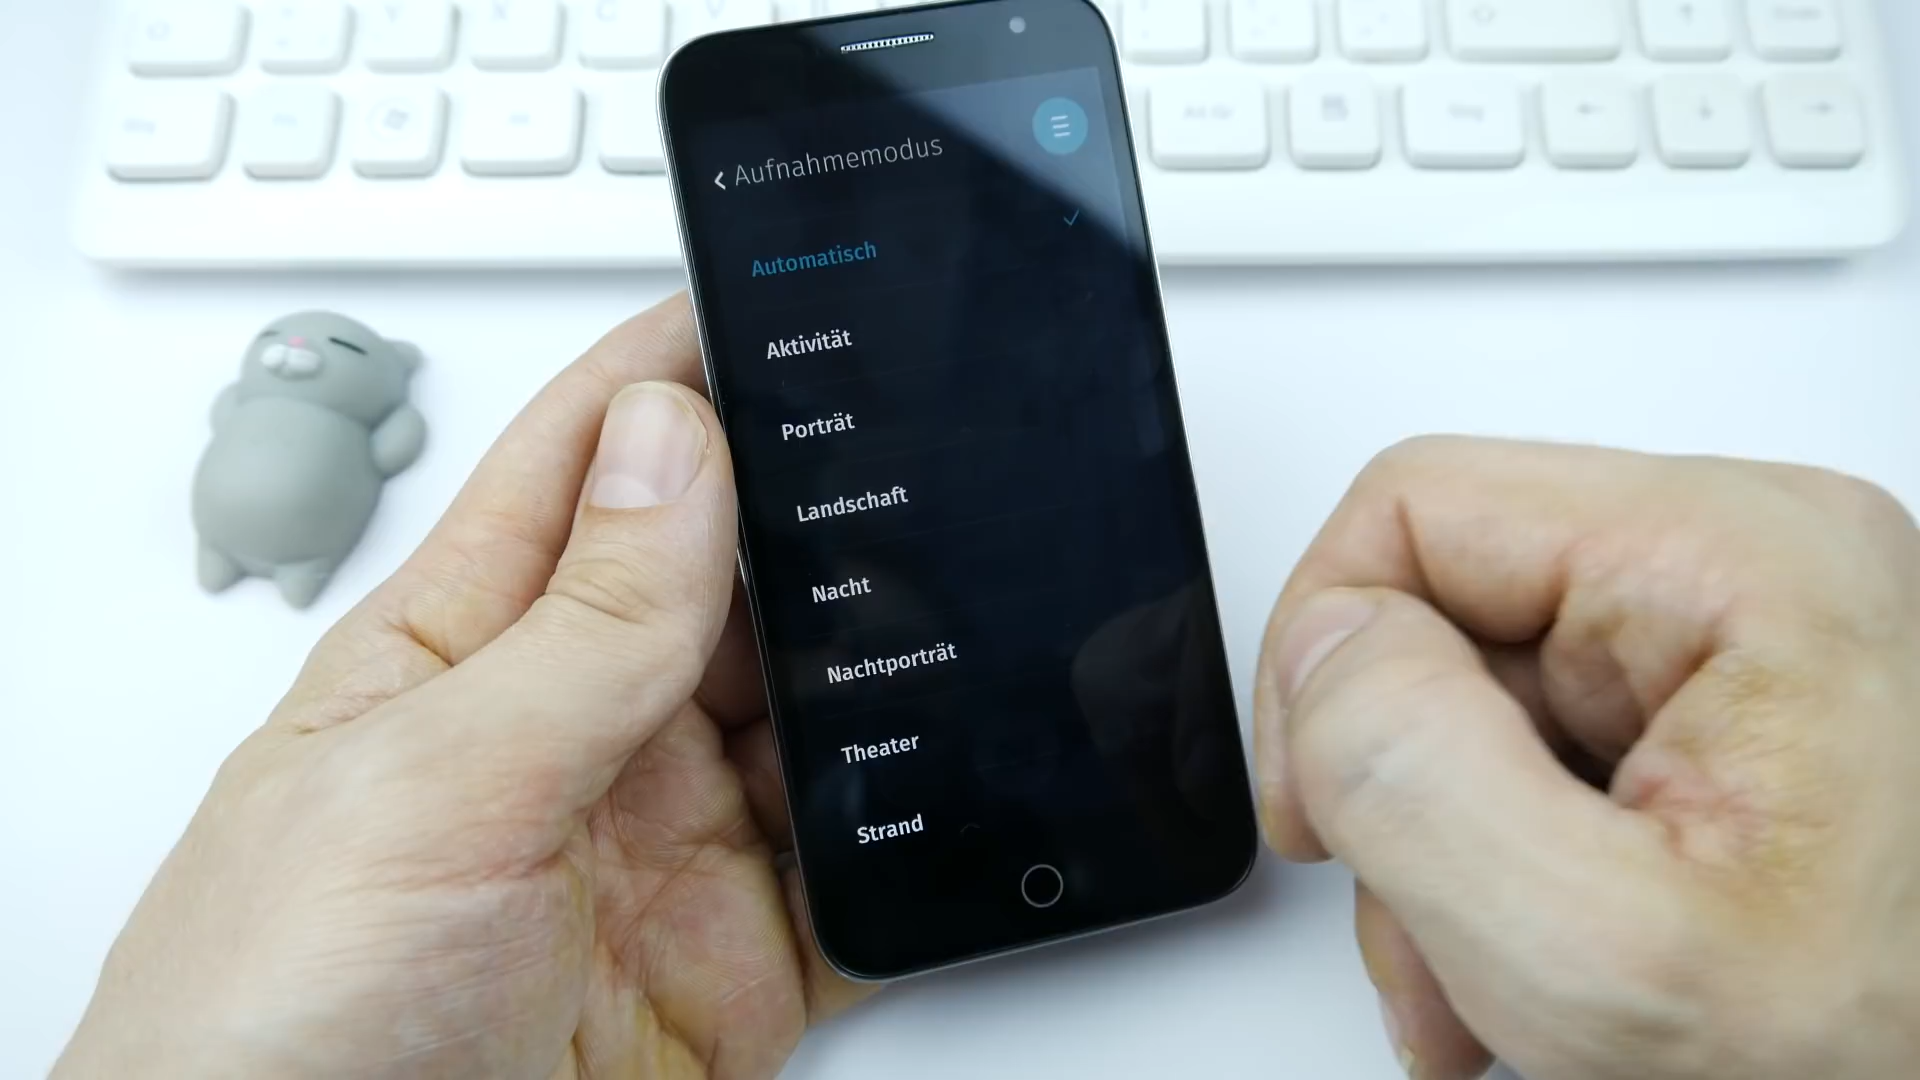 Aufnahmemodus
Automatisch
Aktivität
Porträt
Landschaft
Nacht
Nachtporträt
Theater
Strand